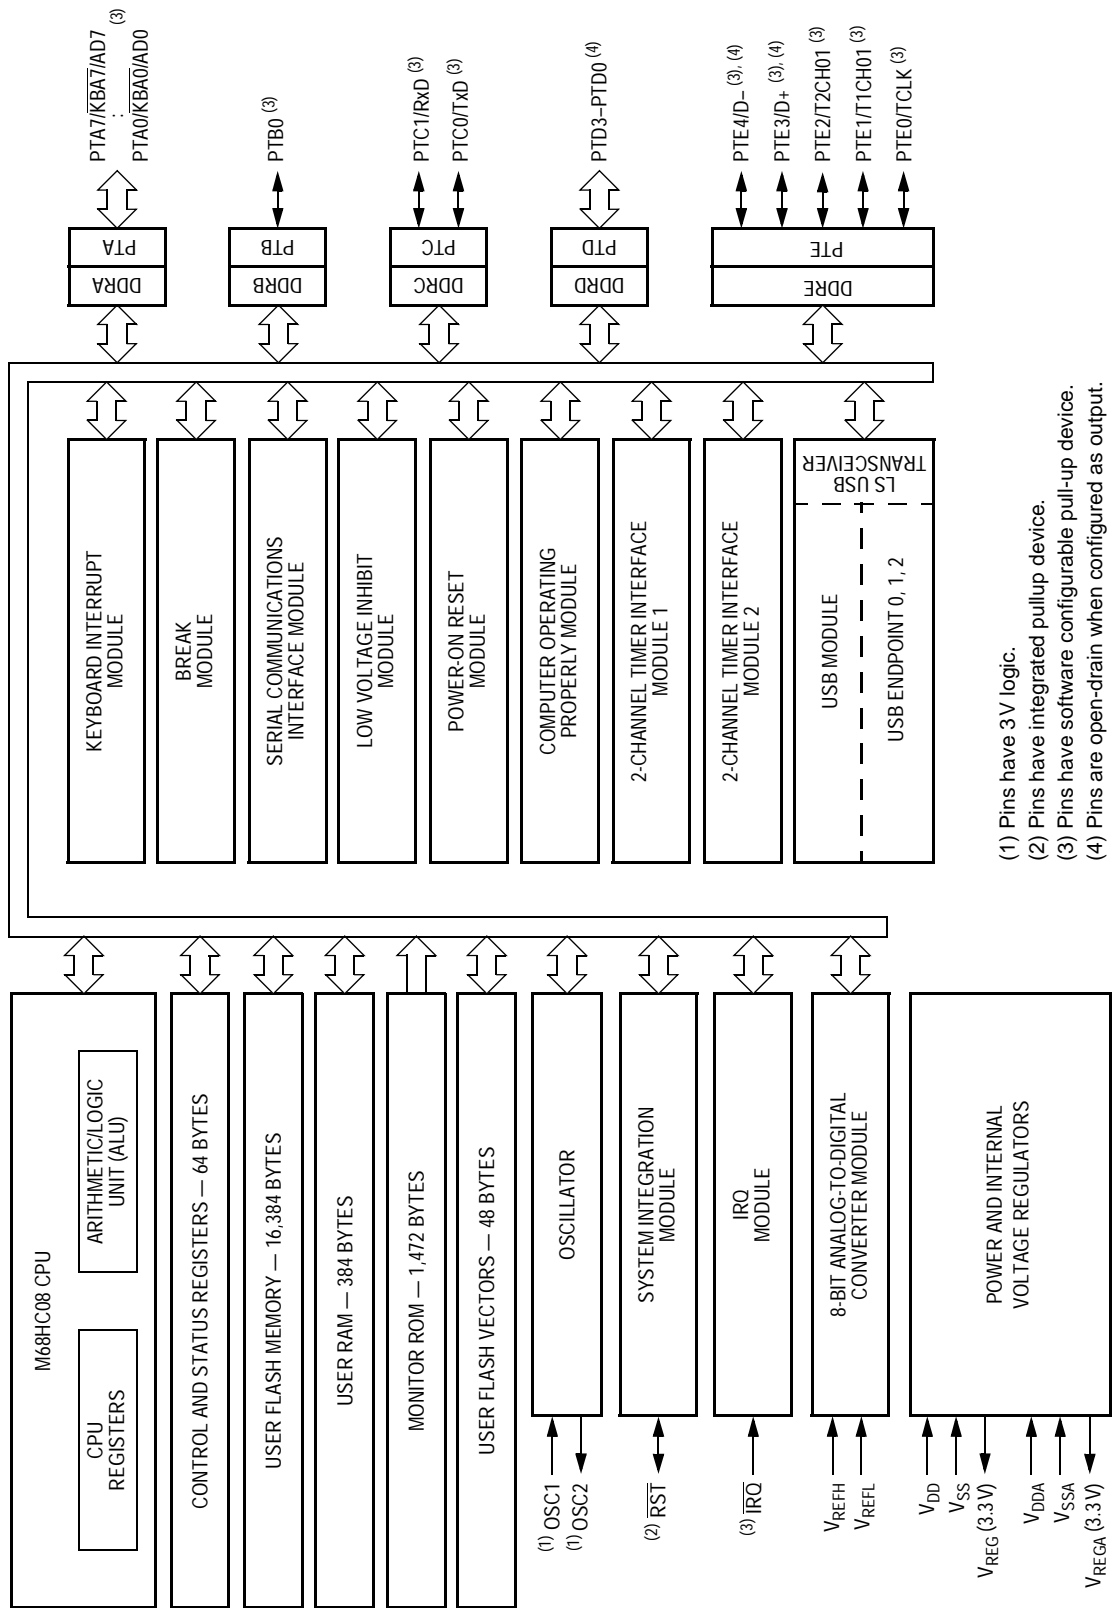 M68HC08 CPU
CPU
REGISTERS
ARITHMETIC/LOGIC
UNIT (ALU)
CONTROL AND STATUS REGISTERS — 64 BYTES
USER FLASH MEMORY — 16,384 BYTES
USER RAM — 384 BYTES
MONITOR ROM — 1,472 BYTES
USER FLASH VECTORS — 48 BYTES
(1) OSC1
(1) OSC2
OSCILLATOR
(2) RST
SYSTEM INTEGRATION
MODULE
(3) IRQ
IRQ
MODULE
VREFH
VREFL
8-BIT ANALOG-TO-DIGITAL
CONVERTER MODULE
VDD
VSS
VREG (3.3 V)
VDDA
VSSA
VREGA (3.3 V)
POWER AND INTERNAL
VOLTAGE REGULATORS
KEYBOARD INTERRUPT
MODULE
BREAK
MODULE
SERIAL COMMUNICATIONS
INTERFACE MODULE
LOW VOLTAGE INHIBIT
MODULE
POWER-ON RESET
MODULE
COMPUTER OPERATING
PROPERLY MODULE
2-CHANNEL TIMER INTERFACE
MODULE 1
2-CHANNEL TIMER INTERFACE
MODULE 2
USB MODULE
USB ENDPOINT 0, 1, 2
LS USB
TRANSCEIVER
DDRA
PTA
PTA7/KBA7/AD7
:
PTA0/KBA0/AD0
(3)
DDRB
PTB
PTB0 (3)
DDRC
PTC
PTC1/RxD (3)
PTC0/TxD (3)
DDRD
PTD
PTD3–PTD0 (4)
DDRE
PTE
PTE4/D– (3), (4)
PTE3/D+ (3), (4)
PTE2/T2CH01 (3)
PTE1/T1CH01 (3)
PTE0/TCLK (3)
(1) Pins have 3 V logic.
(2) Pins have integrated pullup device.
(3) Pins have software configurable pull-up device.
(4) Pins are open-drain when configured as output.